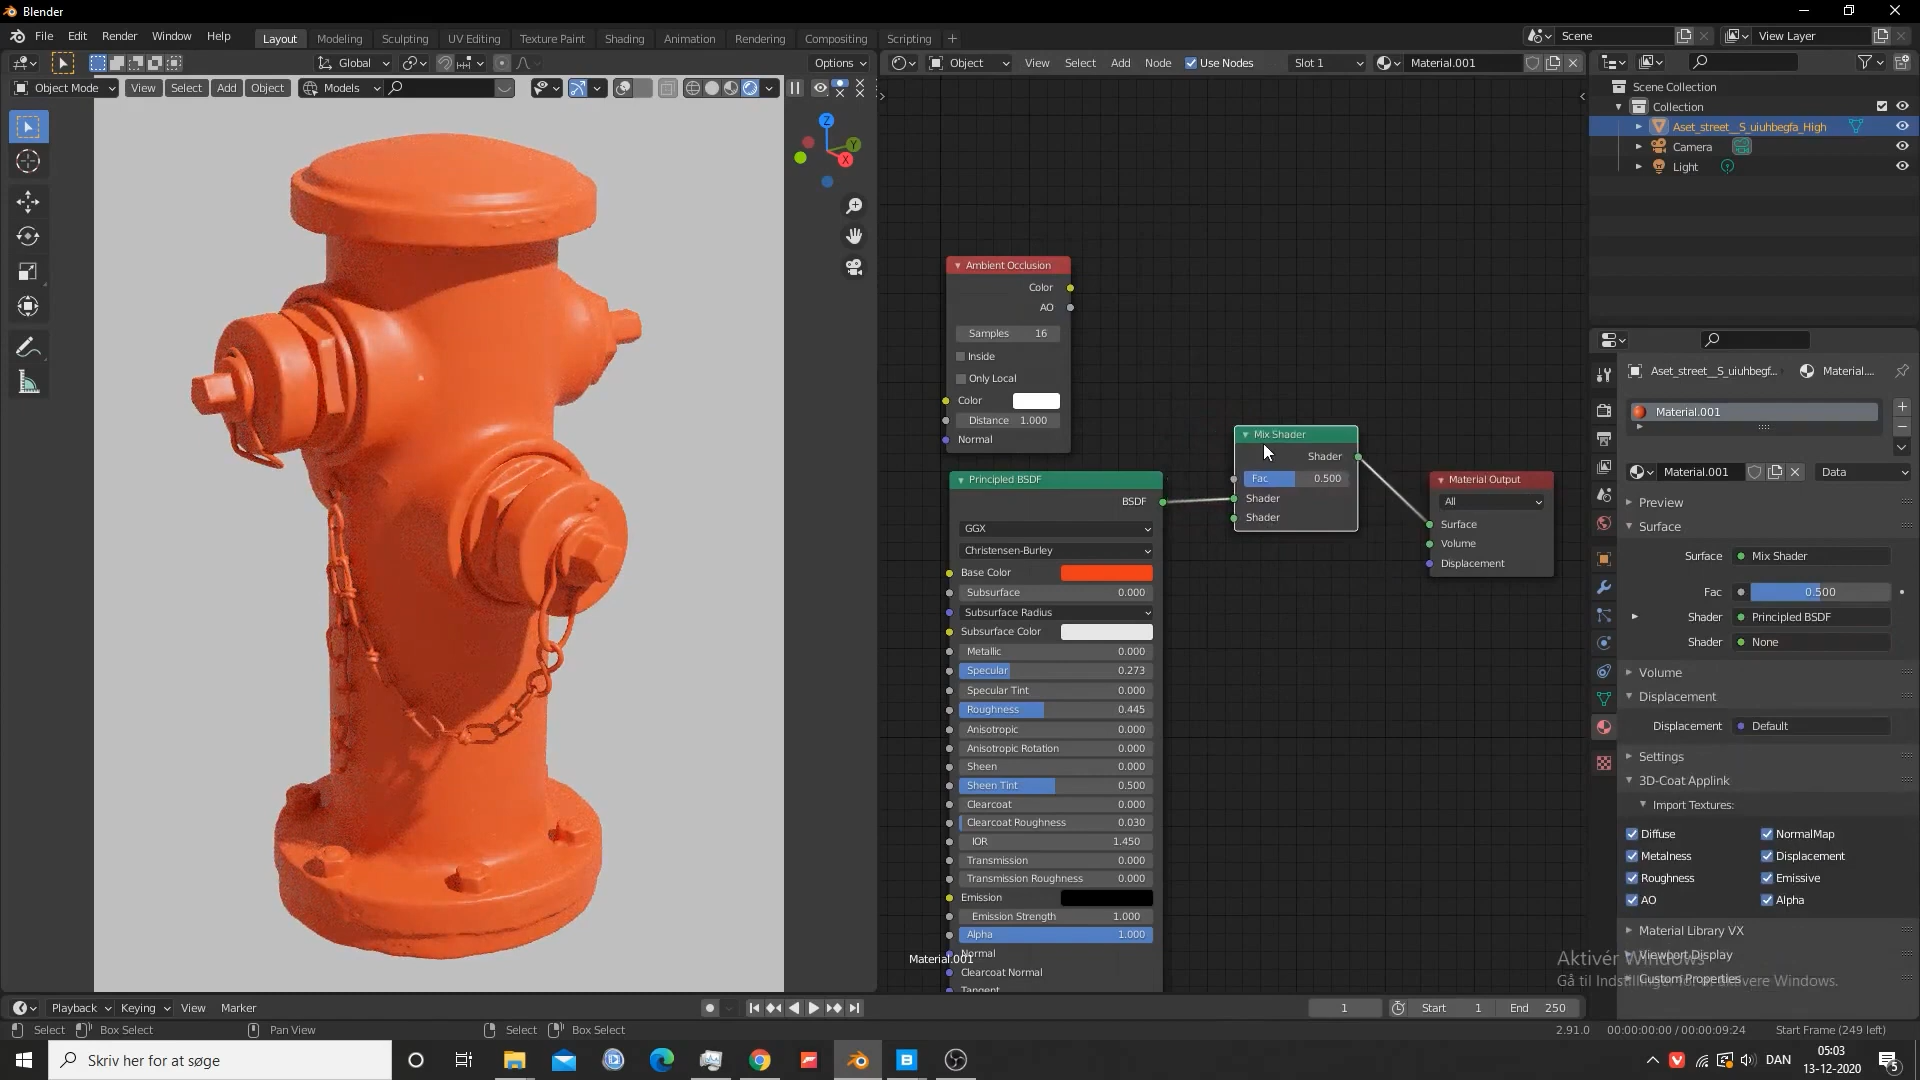 Blender
File Edit Render Window Help
Layout Modeling Sculpting UV Editing Texture Paint Shading Animation Rendering Compositing Scripting +
Scene
View Layer
Global
Options
Object
View Select Add Node Use Nodes
Slot 1
Material.001
Object Mode
View Select Add Object
Models
Z
Y
X
Scene Collection
Collection
Aset_street__S_uiuhbegfa_High
Camera
Light
Ambient Occlusion
Color
AO
Samples 16
Inside
Only Local
Color
Distance 1.000
Normal
Principled BSDF
BSDF
GGX
Christensen-Burley
Base Color
Subsurface 0.000
Subsurface Radius
Subsurface Color
Metallic 0.000
Specular 0.273
Specular Tint 0.000
Roughness 0.445
Anisotropic 0.000
Anisotropic Rotation 0.000
Sheen 0.000
Sheen Tint 0.500
Clearcoat 0.000
Clearcoat Roughness 0.030
IOR 1.450
Transmission 0.000
Transmission Roughness 0.000
Emission
Emission Strength 1.000
Alpha 1.000
Normal
Clearcoat Normal
Tangent
Material.001
Mix Shader
Shader
Fac 0.500
Shader
Shader
Material Output
All
Surface
Volume
Displacement
Aset_street__S_uiuhbegf... Material....
Material.001
Material.001
Data
Preview
Surface
Surface Mix Shader
Fac 0.500
Shader Principled BSDF
Shader None
Volume
Displacement
Displacement Default
Settings
3D-Coat Applink
Import Textures:
Diffuse NormalMap
Metalness Displacement
Roughness Emissive
AO Alpha
Material Library VX
Viewport Display
Custom Properties
Aktivér Windows
Gå til Indstillinger for at aktivere Windows.
Playback Keying View Marker
1 Start 1 End 250
Select Box Select Pan View Select Box Select
2.91.0 00:00:00:00 / 00:00:09:24 Start Frame (249 left)
Skriv her for at søge
DAN
05:03
13-12-2020
5